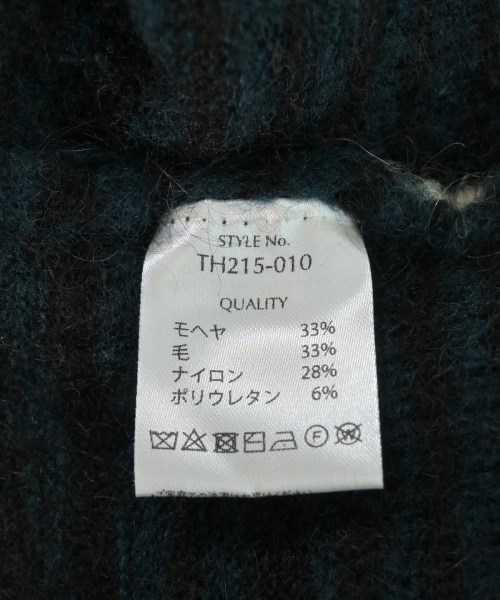 STYLE No.
TH215-010
QUALITY
モヘヤ 33%
毛 33%
ナイロン 28%
ポリウレタン 6%
F W